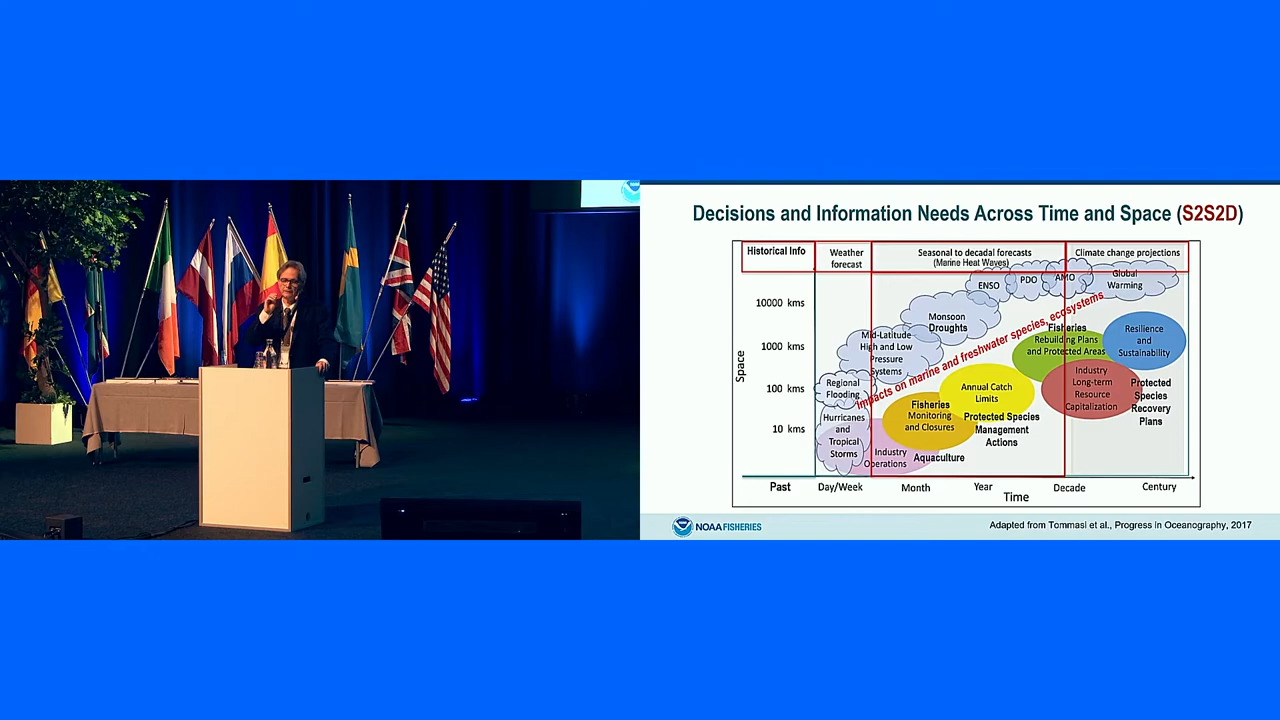 Decisions and Information Needs Across Time and Space (S2S2D)
Historical Info
Weather
forecast
Seasonal to decadal forecasts
(Marine Heat Waves)
Climate change projections
Space
10000 kms
1000 kms
100 kms
10 kms
ENSO
PDO
AMO
Global
Warming
Monsoon
Droughts
Mid-Latitude
High and Low
Pressure
Systems
Regional
Flooding
Hurricanes
and
Tropical
Storms
Impacts on marine and freshwater species, ecosystems
Fisheries
Rebuilding Plans
and Protected Areas
Resilience
and
Sustainability
Industry
Long-term
Resource
Capitalization
Protected
Species
Recovery
Plans
Annual Catch
Limits
Fisheries
Monitoring
and Closures
Protected Species
Management
Actions
Industry
Operations
Aquaculture
Past
Day/Week
Month
Year
Decade
Century
Time
NOAA FISHERIES
Adapted from Tommasi et al., Progress in Oceanography, 2017